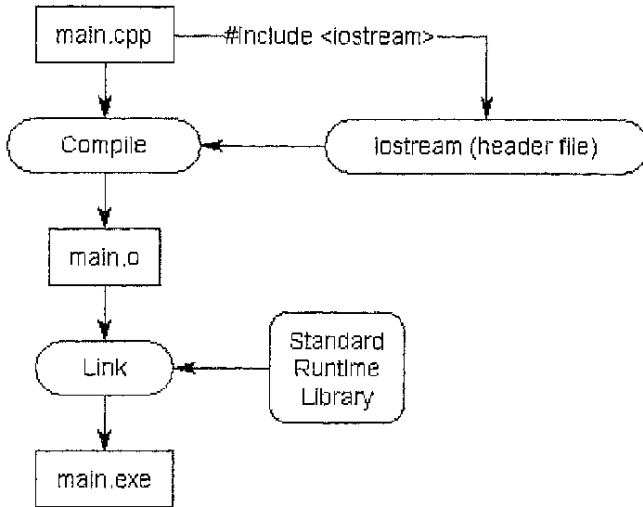 main.cpp
#include <iostream>
Compile
iostream (header file)
main.o
Link
Standard
Runtime
Library
main.exe